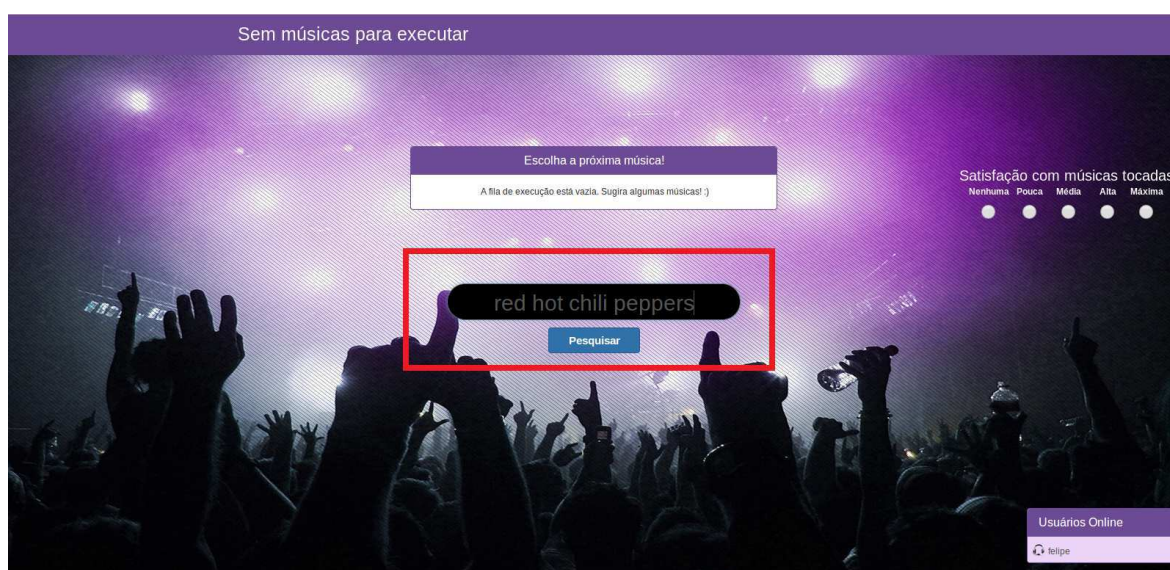 Sem músicas para executar
Escolha a próxima música!
A fila de execução está vazia. Sugira algumas músicas! :)
Satisfação com músicas tocadas
Nenhuma Pouca Média Alta Máxima
red hot chili peppers
Pesquisar
Usuários Online
felipe